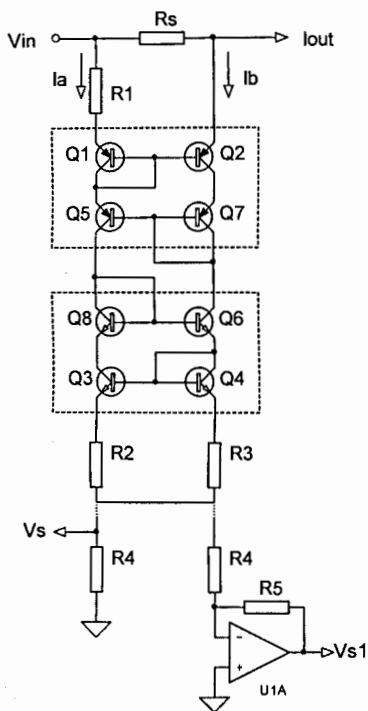 Vin
Rs
Iout
Ia
Ib
R1
Q1
Q2
Q5
Q7
Q8
Q6
Q3
Q4
R2
R3
Vs
R4
R4
R5
-
+
Vs1
U1A